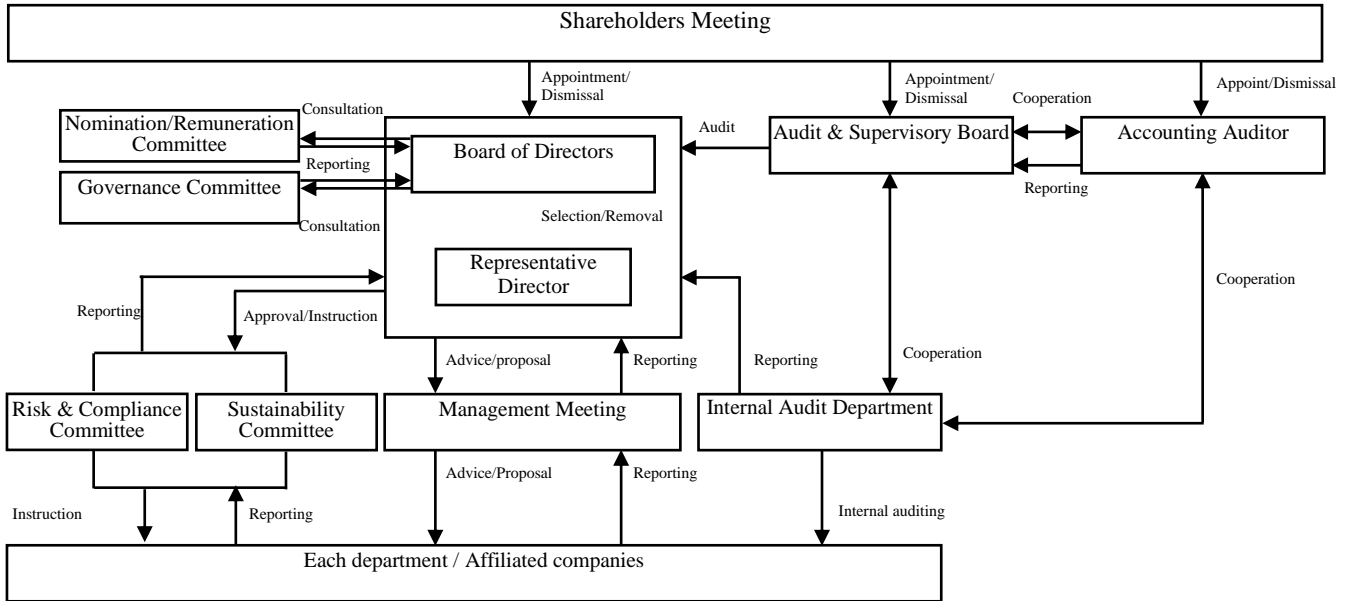 Shareholders Meeting
Appointment/
Dismissal
Appointment/
Dismissal
Appoint/Dismissal
Consultation
Cooperation
Nomination/Remuneration
Committee
Board of Directors
Audit
Audit & Supervisory Board
Accounting Auditor
Reporting
Reporting
Governance Committee
Consultation
Selection/Removal
Representative
Director
Cooperation
Reporting
Approval/Instruction
Advice/proposal
Reporting
Reporting
Cooperation
Risk & Compliance
Committee
Sustainability
Committee
Management Meeting
Internal Audit Department
Advice/Proposal
Reporting
Instruction
Reporting
Internal auditing
Each department / Affiliated companies